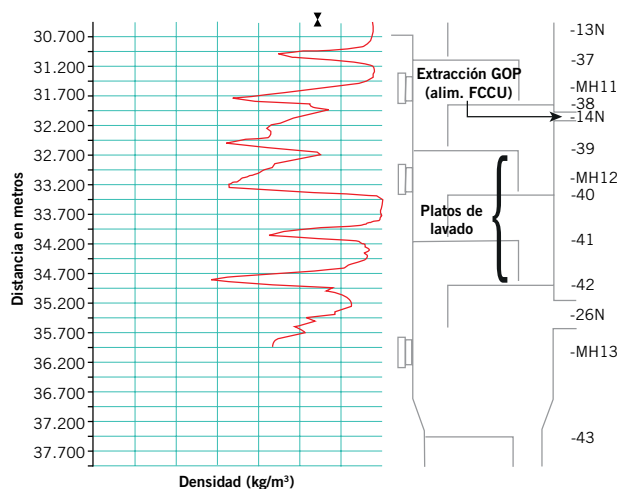 Distancia en metros
30.700
31.200
31.700
32.200
32.700
33.200
33.700
34.200
34.700
35.200
35.700
36.200
36.700
37.200
37.700
Densidad (kg/m³)
Extracción GOP
(alim. FCCU)
Platos de
lavado
-13N
-37
-MH11
-38
-14N
-39
-MH12
-40
-41
-42
-26N
-MH13
-43